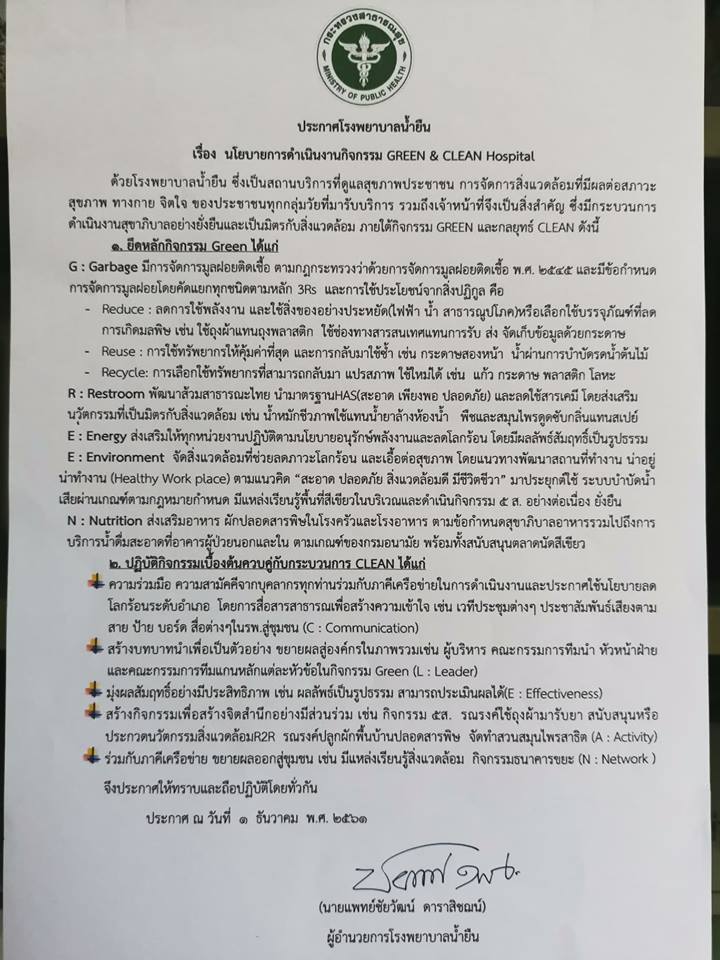 กระทรวงสาธารณสุข
MINISTRY OF PUBLIC HEALTH
ประกาศโรงพยาบาลน้ำยืน
เรื่อง นโยบายการดำเนินงานกิจกรรม GREEN & CLEAN Hospital
ด้วยโรงพยาบาลน้ำยืน ซึ่งเป็นสถานบริการที่ดูแลสุขภาพประชาชน การจัดการสิ่งแวดล้อมที่มีผลต่อสภาวะ
สุขภาพ ทางกาย จิตใจ ของประชาชนทุกกลุ่มวัยที่มารับบริการ รวมถึงเจ้าหน้าที่จึงเป็นสิ่งสำคัญ ซึ่งมีกระบวนการ
ดำเนินงานสุขาภิบาลอย่างยั่งยืนและเป็นมิตรกับสิ่งแวดล้อม ภายใต้กิจกรรม GREEN และกลยุทธ์ CLEAN ดังนี้
๑. ยึดหลักกิจกรรม Green ได้แก่
G : Garbage มีการจัดการมูลฝอยติดเชื้อ ตามกฎกระทรวงว่าด้วยการจัดการมูลฝอยติดเชื้อ พ.ศ. ๒๕๔๕ และมีข้อกำหนด
การจัดการมูลฝอยโดยคัดแยกทุกชนิดตามหลัก 3Rs และการใช้ประโยชน์จากสิ่งปฏิกูล คือ
- Reduce : ลดการใช้พลังงาน และใช้สิ่งของอย่างประหยัด(ไฟฟ้า น้ำ สาธารณูปโภค)หรือเลือกใช้บรรจุภัณฑ์ที่ลด
การเกิดมลพิษ เช่น ใช้ถุงผ้าแทนถุงพลาสติก ใช้ช่องทางสารสนเทศแทนการรับ ส่ง จัดเก็บข้อมูลด้วยกระดาษ
- Reuse : การใช้ทรัพยากรให้คุ้มค่าที่สุด และการกลับมาใช้ซ้ำ เช่น กระดาษสองหน้า น้ำผ่านการบำบัดรดน้ำต้นไม้
- Recycle: การเลือกใช้ทรัพยากรที่สามารถกลับมา แปรสภาพ ใช้ใหม่ได้ เช่น แก้ว กระดาษ พลาสติก โลหะ
R : Restroom พัฒนาส้วมสาธารณะไทย นำมาตรฐานHAS(สะอาด เพียงพอ ปลอดภัย) และลดใช้สารเคมี โดยส่งเสริม
นวัตกรรมที่เป็นมิตรกับสิ่งแวดล้อม เช่น น้ำหมักชีวภาพใช้แทนน้ำยาล้างห้องน้ำ พืชและสมุนไพรดูดซับกลิ่นแทนสเปย์
E : Energy ส่งเสริมให้ทุกหน่วยงานปฏิบัติตามนโยบายอนุรักษ์พลังงานและลดโลกร้อน โดยมีผลลัพธ์สัมฤทธิ์เป็นรูปธรรม
E : Environment จัดสิ่งแวดล้อมที่ช่วยลดภาวะโลกร้อน และเอื้อต่อสุขภาพ โดยแนวทางพัฒนาสถานที่ทำงาน น่าอยู่
น่าทำงาน (Healthy Work place) ตามแนวคิด “สะอาด ปลอดภัย สิ่งแวดล้อมดี มีชีวิตชีวา” มาประยุกต์ใช้ ระบบบำบัดน้ำ
เสียผ่านเกณฑ์ตามกฎหมายกำหนด มีแหล่งเรียนรู้พื้นที่สีเขียวในบริเวณและดำเนินกิจกรรม ๕ ส. อย่างต่อเนื่อง ยั่งยืน
N : Nutrition ส่งเสริมอาหาร ผักปลอดสารพิษในโรงครัวและโรงอาหาร ตามข้อกำหนดสุขาภิบาลอาหารรวมไปถึงการ
บริการน้ำดื่มสะอาดที่อาคารผู้ป่วยนอกและใน ตามเกณฑ์ของกรมอนามัย พร้อมทั้งสนับสนุนตลาดนัดสีเขียว
๒. ปฏิบัติกิจกรรมเบื้องต้นควบคู่กับกระบวนการ CLEAN ได้แก่
ความร่วมมือ ความสามัคคีจากบุคลากรทุกท่านร่วมกับภาคีเครือข่ายในการดำเนินงานและประกาศใช้นโยบายลด
โลกร้อนระดับอำเภอ โดยการสื่อสารสาธารณเพื่อสร้างความเข้าใจ เช่น เวทีประชุมต่างๆ ประชาสัมพันธ์เสียงตาม
สาย ป้าย บอร์ด สื่อต่างๆในรพ.สู่ชุมชน (C : Communication)
สร้างบทบาทนำเพื่อเป็นตัวอย่าง ขยายผลสู่องค์กรในภาพรวมเช่น ผู้บริหาร คณะกรรมการทีมนำ หัวหน้าฝ่าย
และคณะกรรมการทีมแกนหลักแต่ละหัวข้อในกิจกรรม Green (L : Leader)
มุ่งผลสัมฤทธิ์อย่างมีประสิทธิภาพ เช่น ผลลัพธ์เป็นรูปธรรม สามารถประเมินผลได้(E : Effectiveness)
สร้างกิจกรรมเพื่อสร้างจิตสำนึกอย่างมีส่วนร่วม เช่น กิจกรรม ๕ส. รณรงค์ใช้ถุงผ้ามารับยา สนับสนุนหรือ
ประกวดนวัตกรรมสิ่งแวดล้อมR2R รณรงค์ปลูกผักพื้นบ้านปลอดสารพิษ จัดทำสวนสมุนไพรสาธิต (A : Activity)
ร่วมกับภาคีเครือข่าย ขยายผลออกสู่ชุมชน เช่น มีแหล่งเรียนรู้สิ่งแวดล้อม กิจกรรมธนาคารขยะ (N : Network )
จึงประกาศให้ทราบและถือปฏิบัติโดยทั่วกัน
ประกาศ ณ วันที่ ๑ ธันวาคม พ.ศ. ๒๕๖๑
(นายแพทย์ชัยวัฒน์ ดาราสิชฌน์)
ผู้อำนวยการโรงพยาบาลน้ำยืน